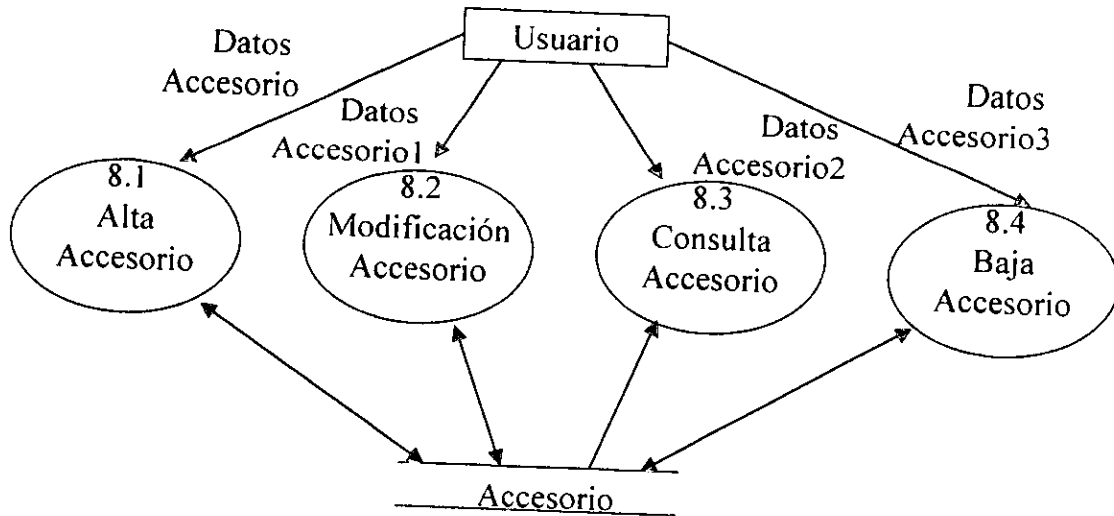 Usuario
Datos
Accesorio
Datos
Accesorio1
Datos
Accesorio2
Datos
Accesorio3
8.1
Alta
Accesorio
8.2
Modificación
Accesorio
8.3
Consulta
Accesorio
8.4
Baja
Accesorio
Accesorio